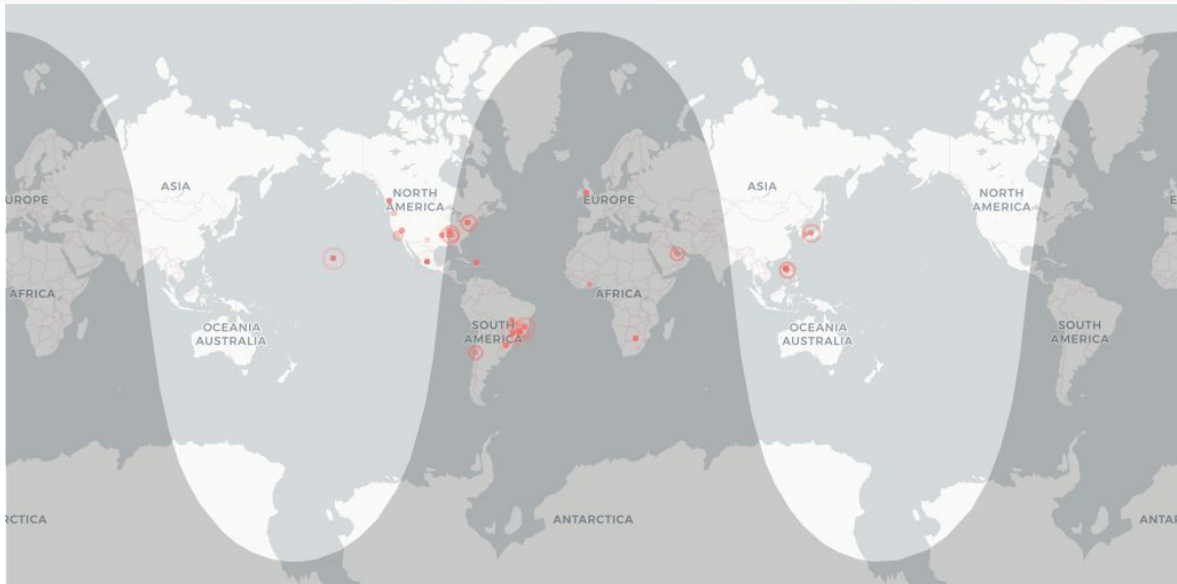 ASIA
ASIA
EUROPE
NORTH
AMERICA
EUROPE
NORTH
AMERICA
AFRICA
AFRICA
OCEANIA
AUSTRALIA
SOUTH
AMERICA
OCEANIA
AUSTRALIA
SOUTH
AMERICA
RCTICA
ANTARCTICA
ANTAR